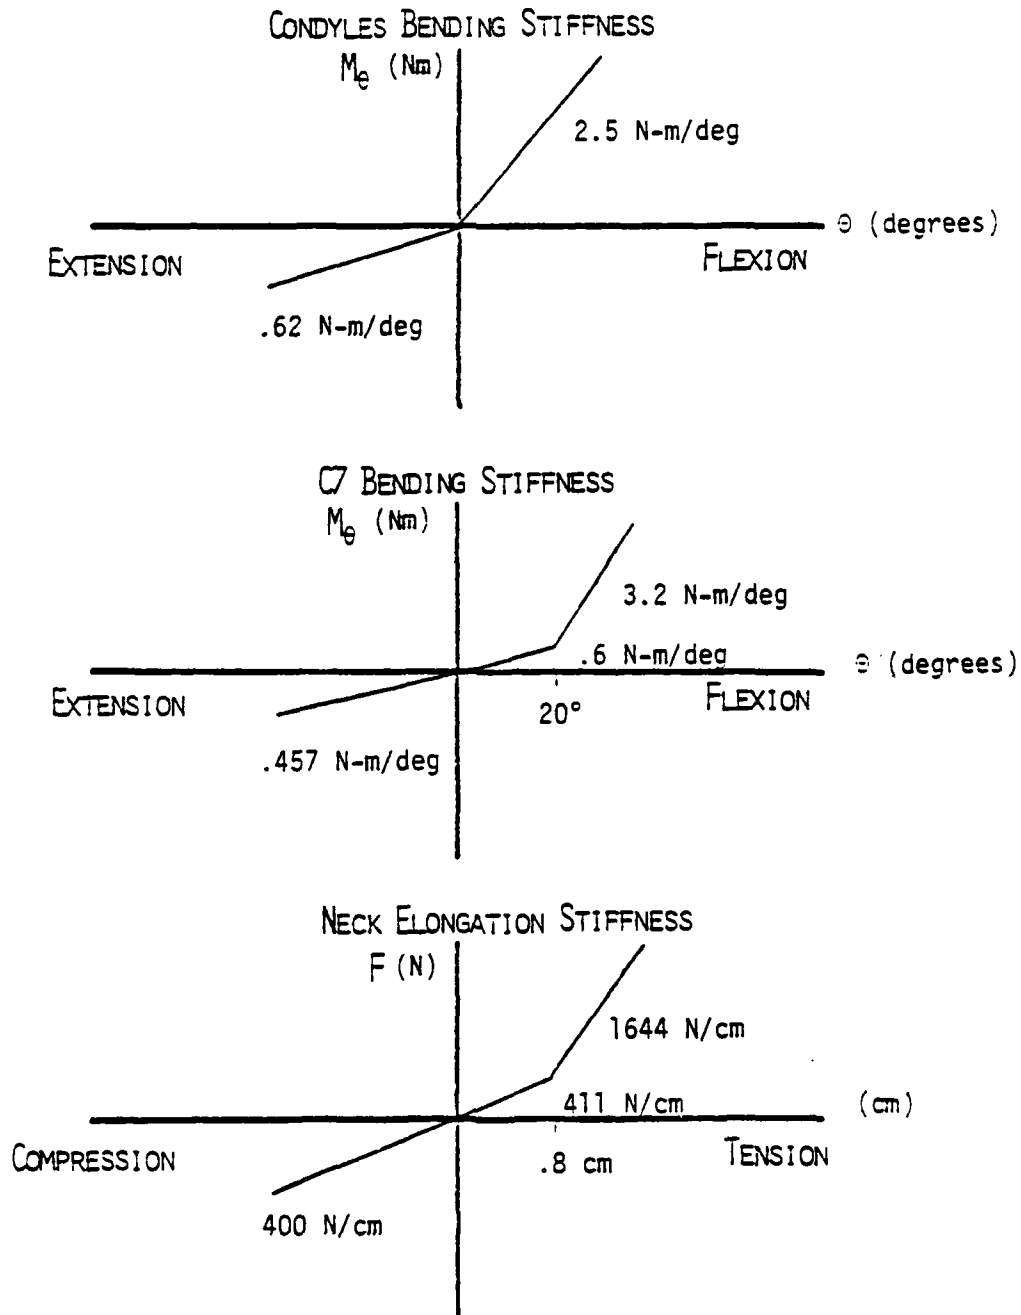 CONDYLES BENDING STIFFNESS
Mθ (Nm)
2.5 N-m/deg
θ (degrees)
EXTENSION
FLEXION
.62 N-m/deg
C7 BENDING STIFFNESS
Mθ (Nm)
3.2 N-m/deg
.6 N-m/deg
θ (degrees)
EXTENSION
20°
FLEXION
.457 N-m/deg
NECK ELONGATION STIFFNESS
F (N)
1644 N/cm
411 N/cm
(cm)
COMPRESSION
.8 cm
TENSION
400 N/cm